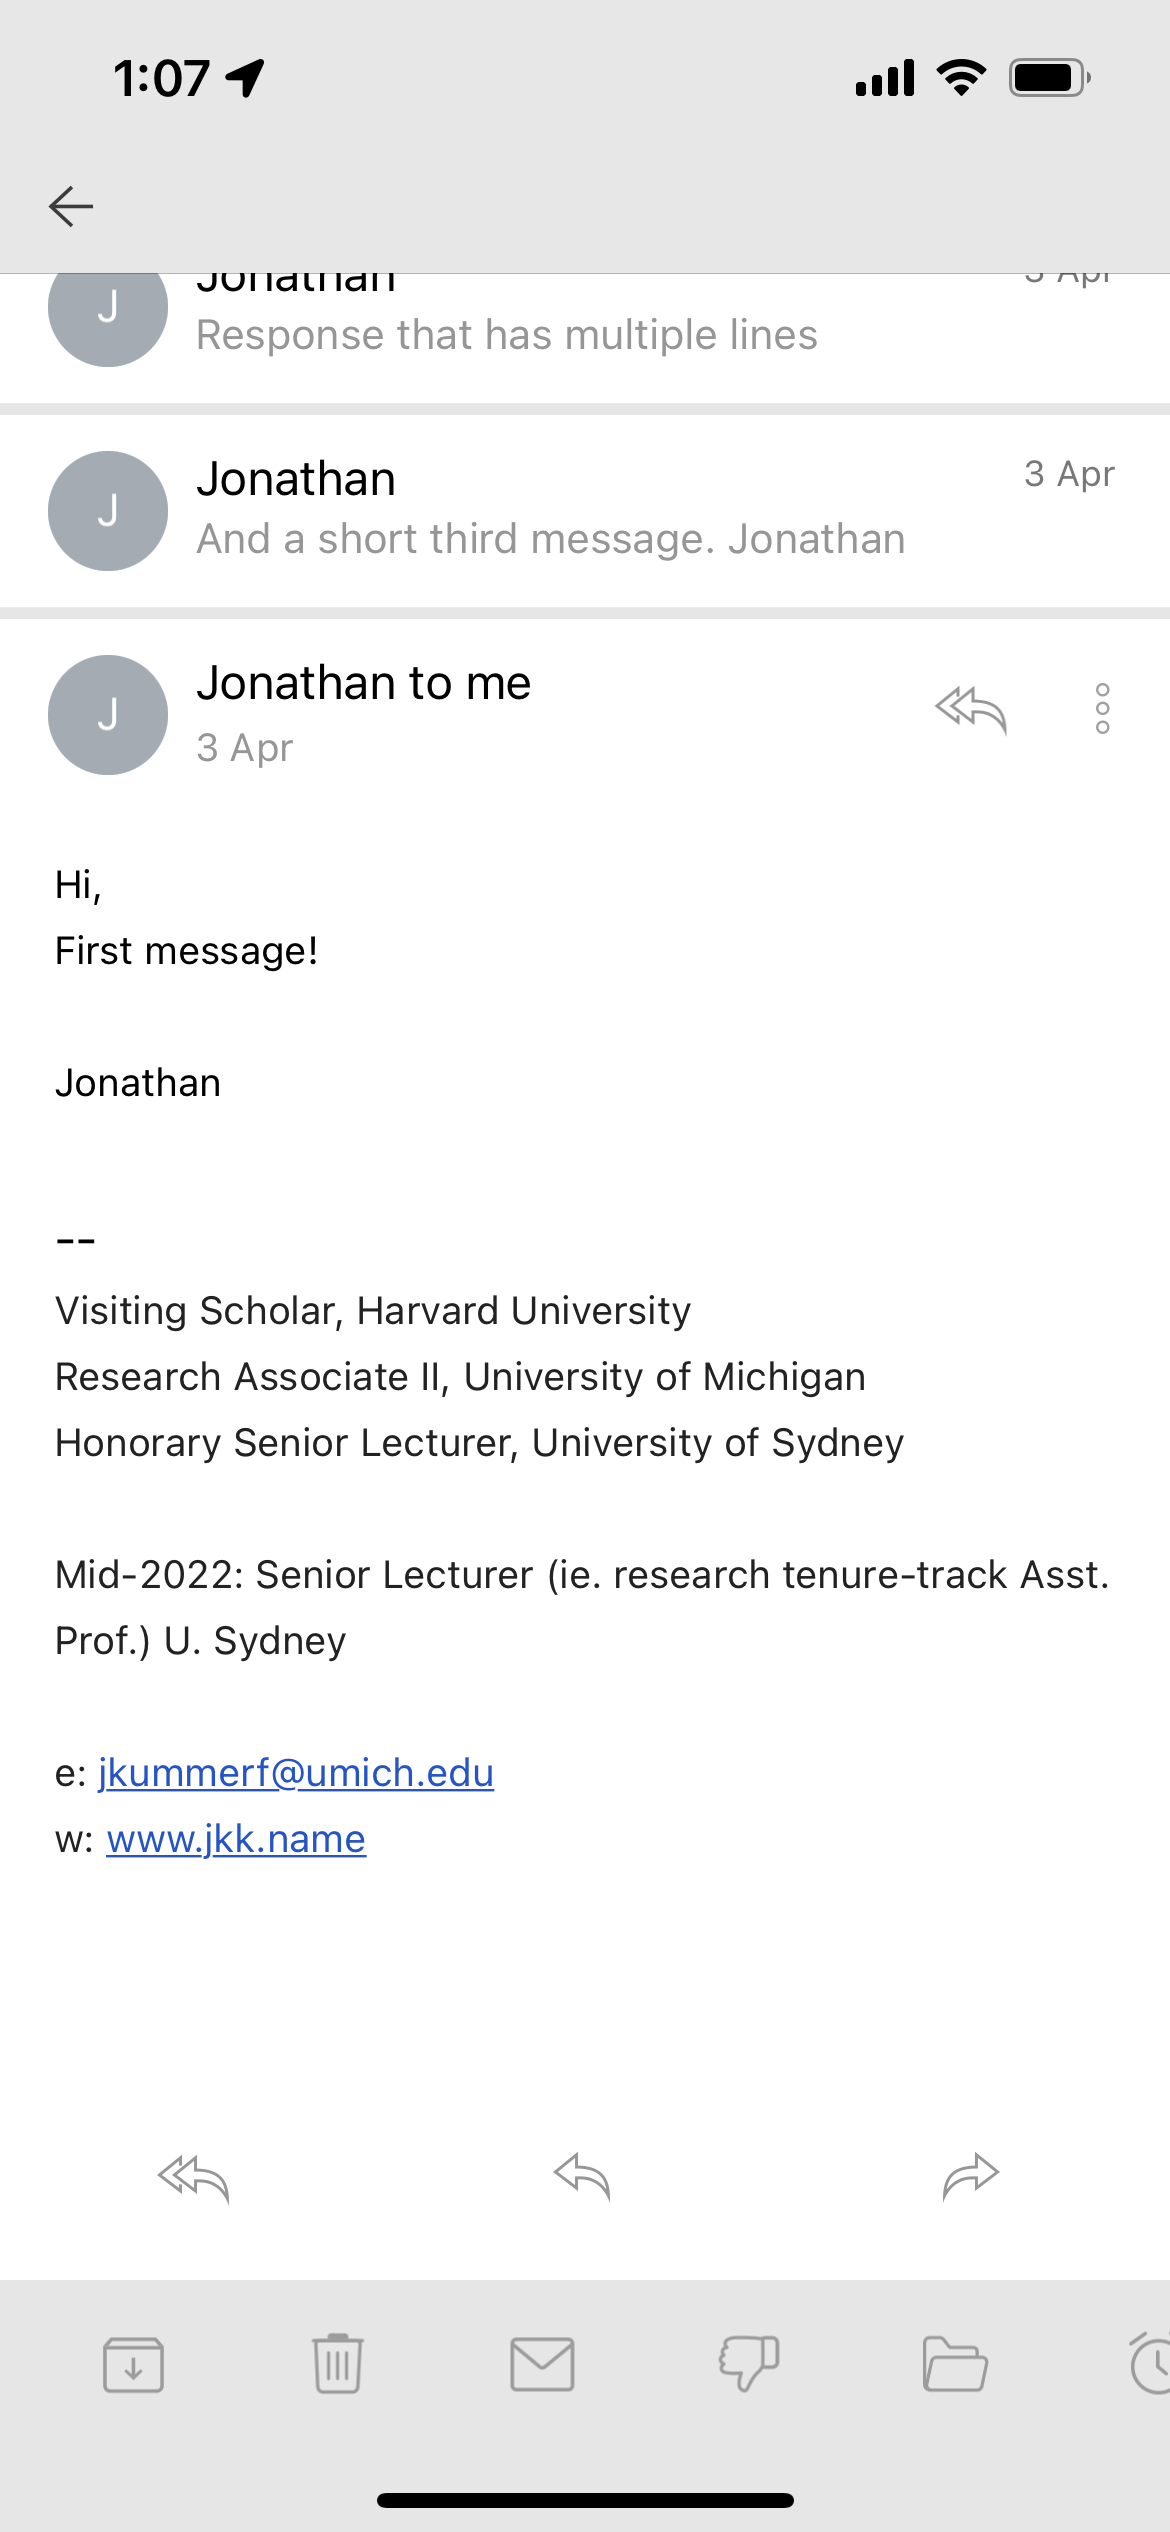 1:07
Jonathan
3 Apr
J
Response that has multiple lines
Jonathan
3 Apr
J
And a short third message. Jonathan
Jonathan to me
J
3 Apr
Hi,
First message!
Jonathan
--
Visiting Scholar, Harvard University
Research Associate II, University of Michigan
Honorary Senior Lecturer, University of Sydney
Mid-2022: Senior Lecturer (ie. research tenure-track Asst.
Prof.) U. Sydney
e: jkummerf@umich.edu
w: www.jkk.name